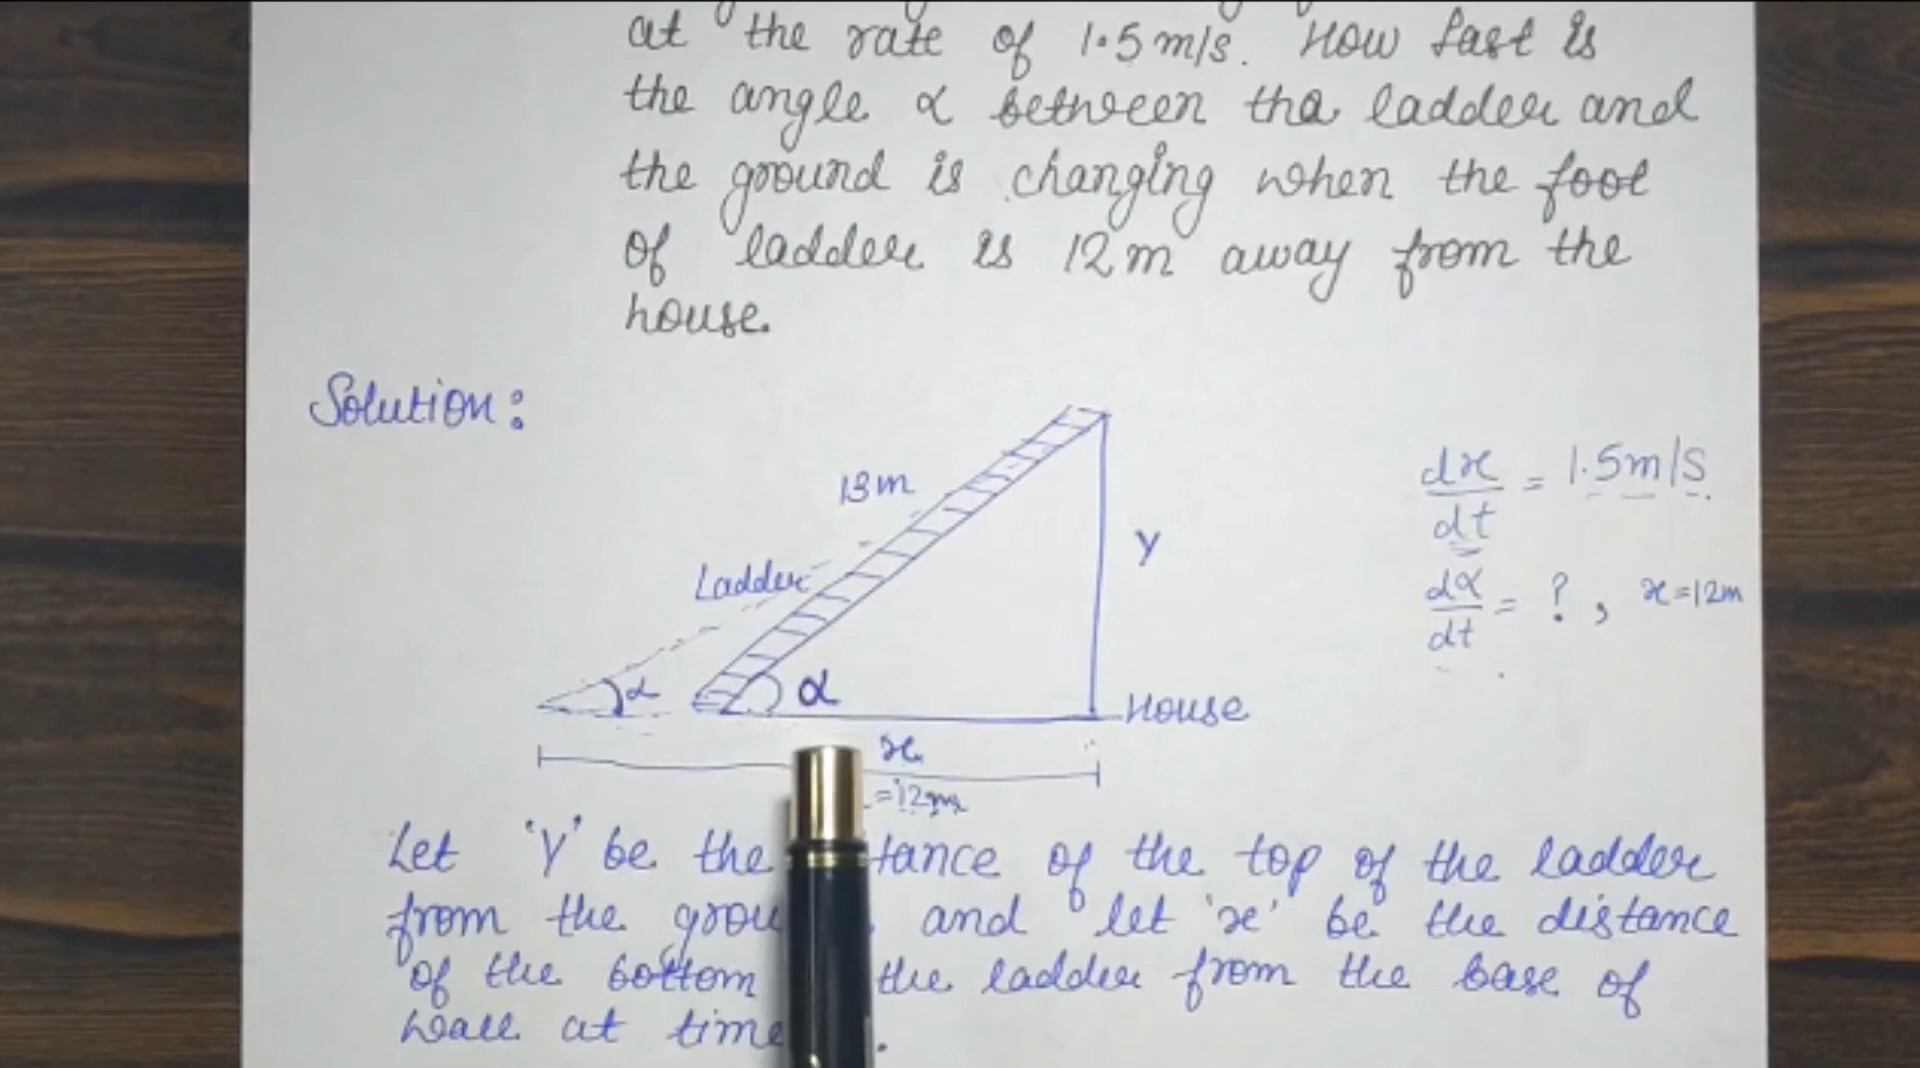 at the rate of 1.5 m/s. How fast is
the angle α between the ladder and
the ground is changing when the foot
of ladder is 12 m away from the
house.
Solution:
13m
Ladder
y
α
α
House
x
=12m
dx/dt = 1.5m/s.
dα/dt = ? , x=12m
Let 'y' be the tance of the top of the ladder
from the grou and let 'x' be the distance
of the bottom the ladder from the base of
wall at time .